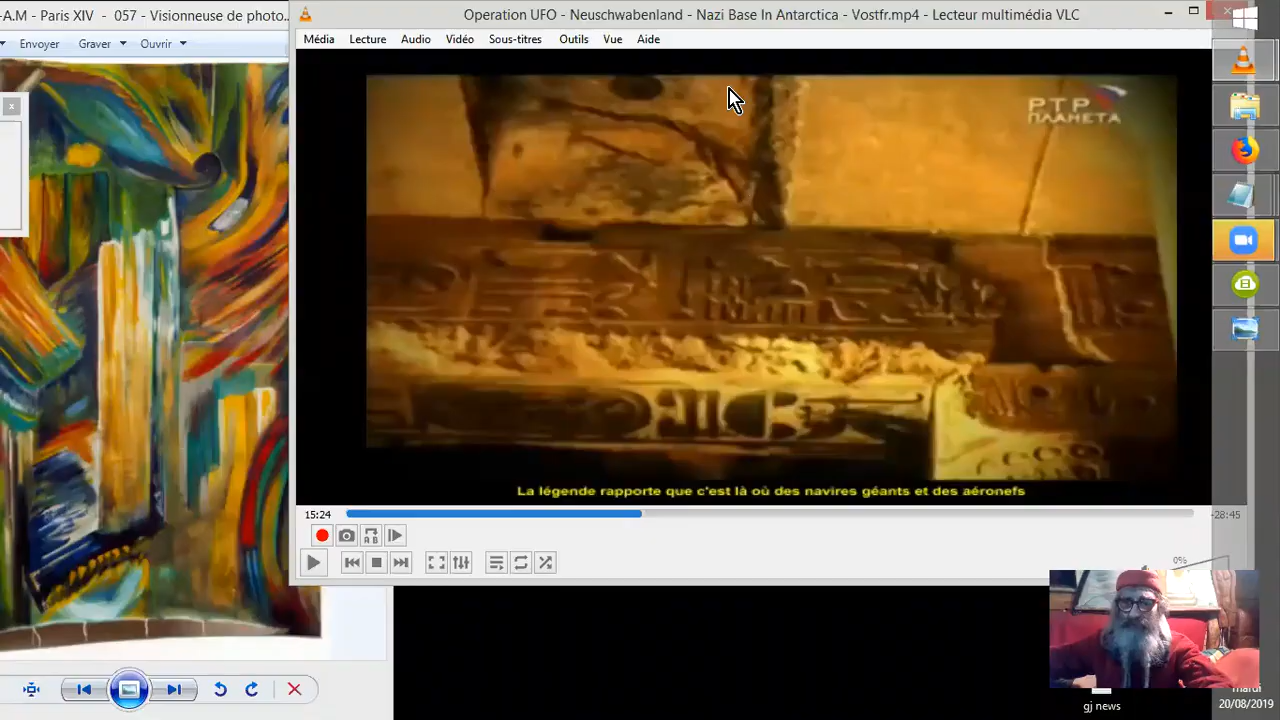 .A.M - Paris XIV - 057 - Visionneuse de photo...
Envoyer Graver Ouvrir
Operation UFO - Neuschwabenland - Nazi Base In Antarctica - Vostfr.mp4 - Lecteur multimédia VLC
Média Lecture Audio Vidéo Sous-titres Outils Vue Aide
РТР
ПЛАНЕТА
La légende rapporte que c'est là où des navires géants et des aéronefs
15:24
-28:45
A B
0%
gj news
mardi
20/08/2019